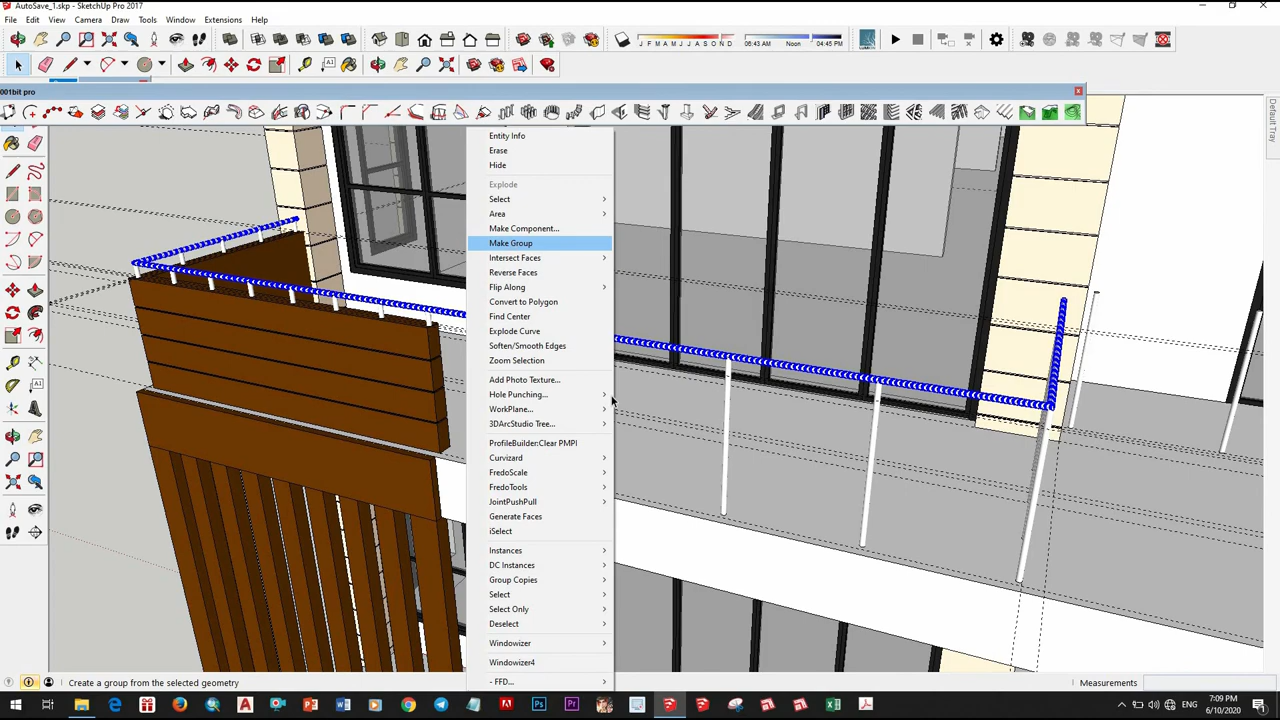 AutoSave_1.skp - SketchUp Pro 2017
File Edit View Camera Draw Tools Window Extensions Help
J F M A M J J A S O N D
06:43 AM Noon 04:45 PM
001bit pro
Default Tray
Entity Info
Erase
Hide
Explode
Select
Area
Make Component...
Make Group
Intersect Faces
Reverse Faces
Flip Along
Convert to Polygon
Find Center
Explode Curve
Soften/Smooth Edges
Zoom Selection
Add Photo Texture...
Hole Punching...
WorkPlane...
3DArcStudio Tree...
ProfileBuilder:Clear PMPI
Curvizard
FredoScale
FredoTools
JointPushPull
Generate Faces
iSelect
Instances
DC Instances
Group Copies
Select
Select Only
Deselect
Windowizer
Windowizer4
- FFD...
Create a group from the selected geometry
Measurements
ENG
7:09 PM
6/10/2020